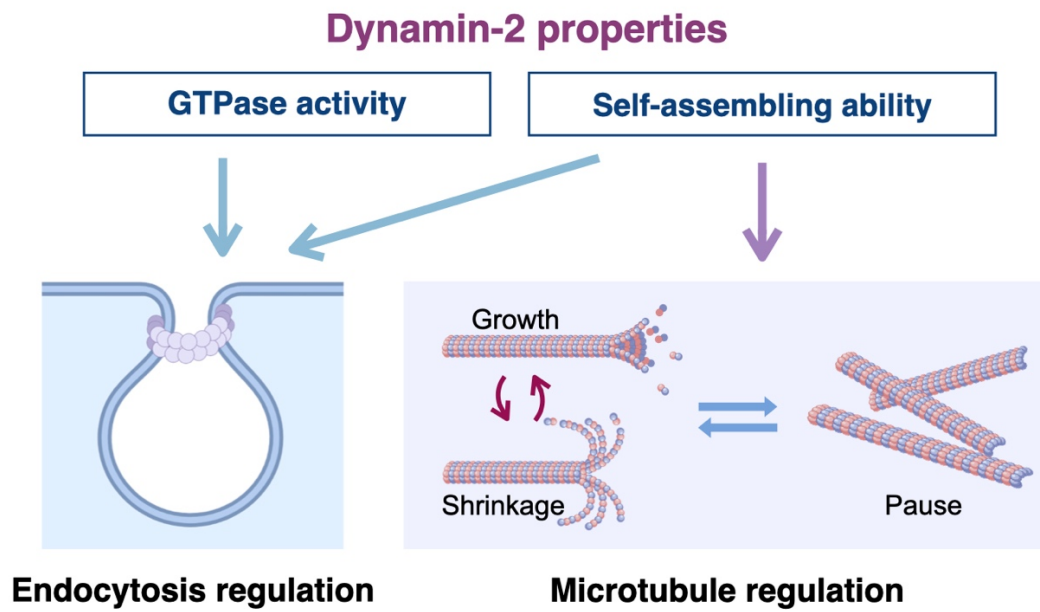 Dynamin-2 properties
GTPase activity
Self-assembling ability
Growth
Shrinkage
Pause
Endocytosis regulation
Microtubule regulation